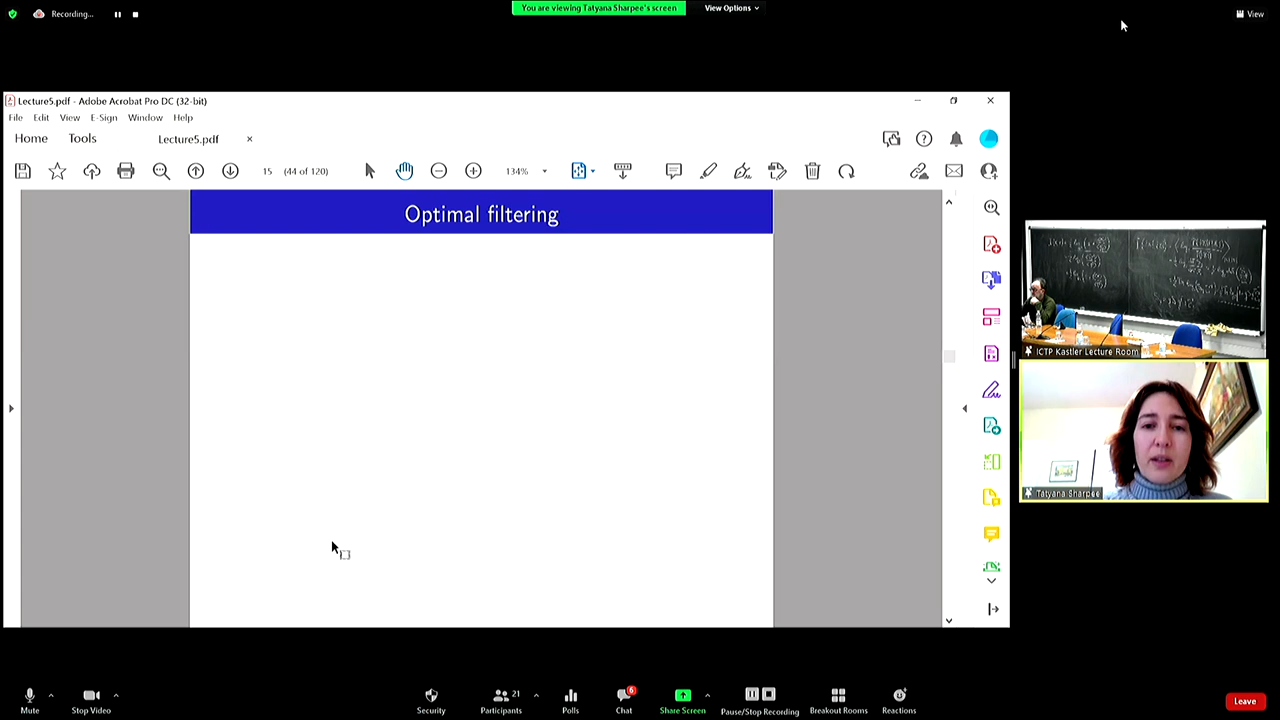 Recording...
You are viewing Tatyana Sharpee's screen
View Options
View
Lecture5.pdf - Adobe Acrobat Pro DC (32-bit)
File Edit View E-Sign Window Help
Home Tools Lecture5.pdf
15 (44 of 120) 134%
Optimal filtering
ICTP Kastler Lecture Room
Tatyana Sharpee
Mute Stop Video Security Participants 21 Polls Chat 6 Share Screen Pause/Stop Recording Breakout Rooms Reactions Leave